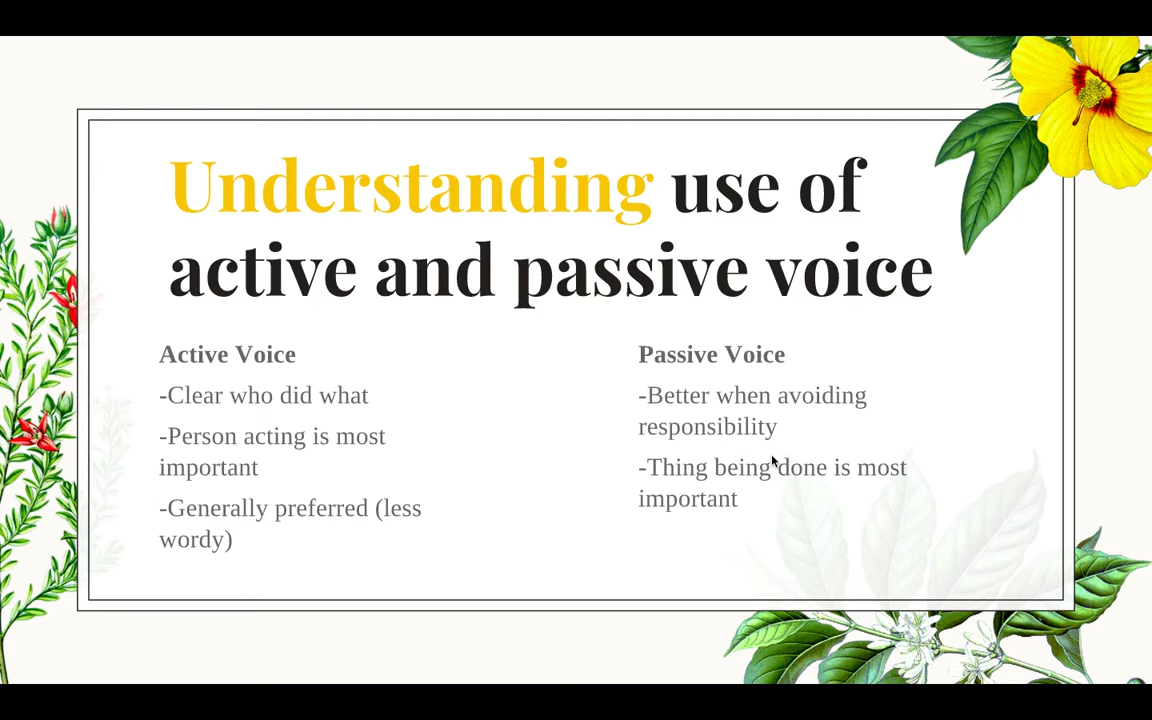 Understanding use of
active and passive voice
Active Voice
-Clear who did what
-Person acting is most
important
-Generally preferred (less
wordy)
Passive Voice
-Better when avoiding
responsibility
-Thing being done is most
important